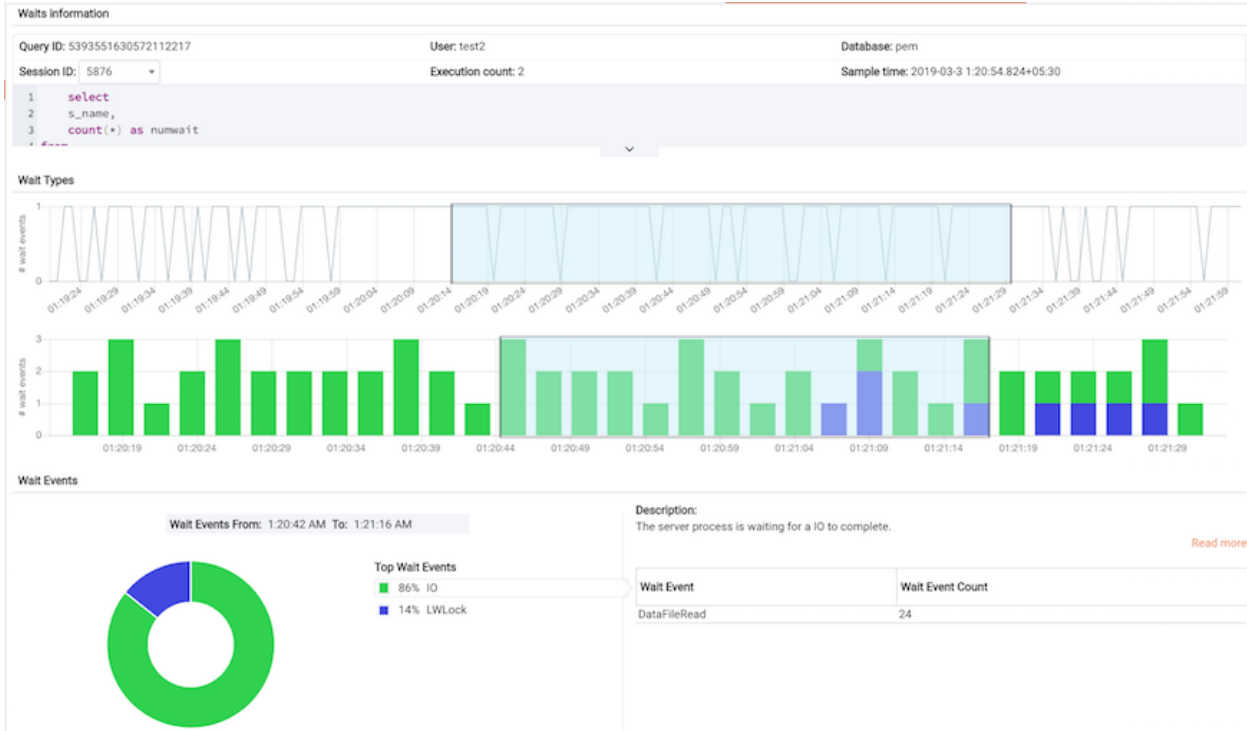 Waits information
Query ID: 5393551630572112217 User: test2 Database: pem
Session ID: 5876 Execution count: 2 Sample time: 2019-03-3 1:20:54.824+05:30
1 select
2 s_name,
3 count(*) as numwait
4 from
Wait Types
# wait events
1
0
01:19:24 01:19:29 01:19:34 01:19:39 01:19:44 01:19:49 01:19:54 01:19:59 01:20:04 01:20:09 01:20:14 01:20:19 01:20:24 01:20:29 01:20:34 01:20:39 01:20:44 01:20:49 01:20:54 01:20:59 01:21:04 01:21:09 01:21:14 01:21:19 01:21:24 01:21:29 01:21:34 01:21:39 01:21:44 01:21:49 01:21:54 01:21:59
# wait events
3
2
1
0
01:20:19 01:20:24 01:20:29 01:20:34 01:20:39 01:20:44 01:20:49 01:20:54 01:20:59 01:21:04 01:21:09 01:21:14 01:21:19 01:21:24 01:21:29
Wait Events
Wait Events From: 1:20:42 AM To: 1:21:16 AM
Top Wait Events
86% IO
14% LWLock
Description:
The server process is waiting for a IO to complete.
Read more
Wait Event Wait Event Count
DataFileRead 24